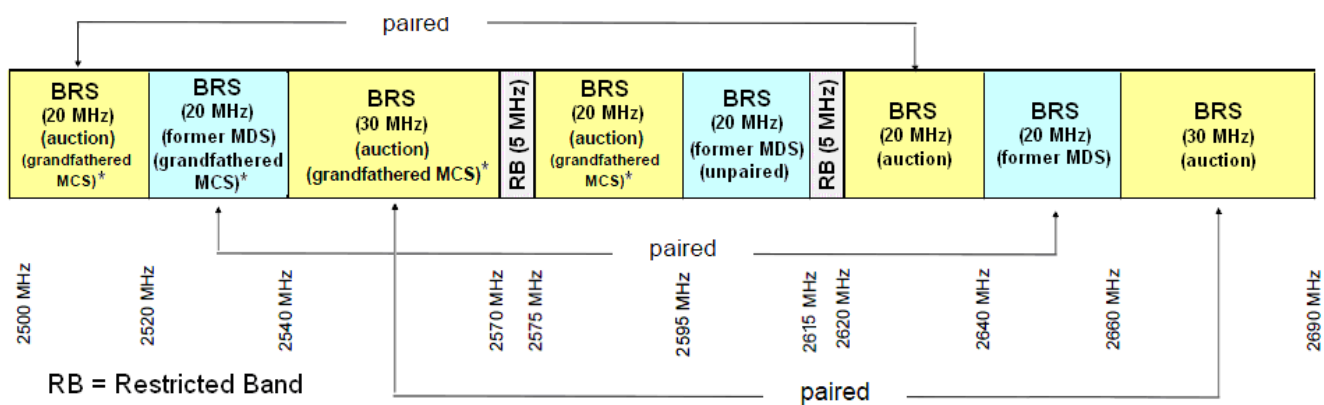 paired
BRS
(20 MHz)
(auction)
(grandfathered
MCS)*
BRS
(20 MHz)
(former MDS)
(grandfathered
MCS)*
BRS
(30 MHz)
(auction)
(grandfathered MCS)*
RB (5 MHz)
BRS
(20 MHz)
(auction)
(grandfathered
MCS)*
BRS
(20 MHz)
(former MDS)
(unpaired)
RB (5 MHz)
BRS
(20 MHz)
(auction)
BRS
(20 MHz)
(former MDS)
BRS
(30 MHz)
(auction)
paired
2500 MHz
2520 MHz
2540 MHz
2570 MHz
2575 MHz
2595 MHz
2615 MHz
2620 MHz
2640 MHz
2660 MHz
2690 MHz
RB = Restricted Band
paired